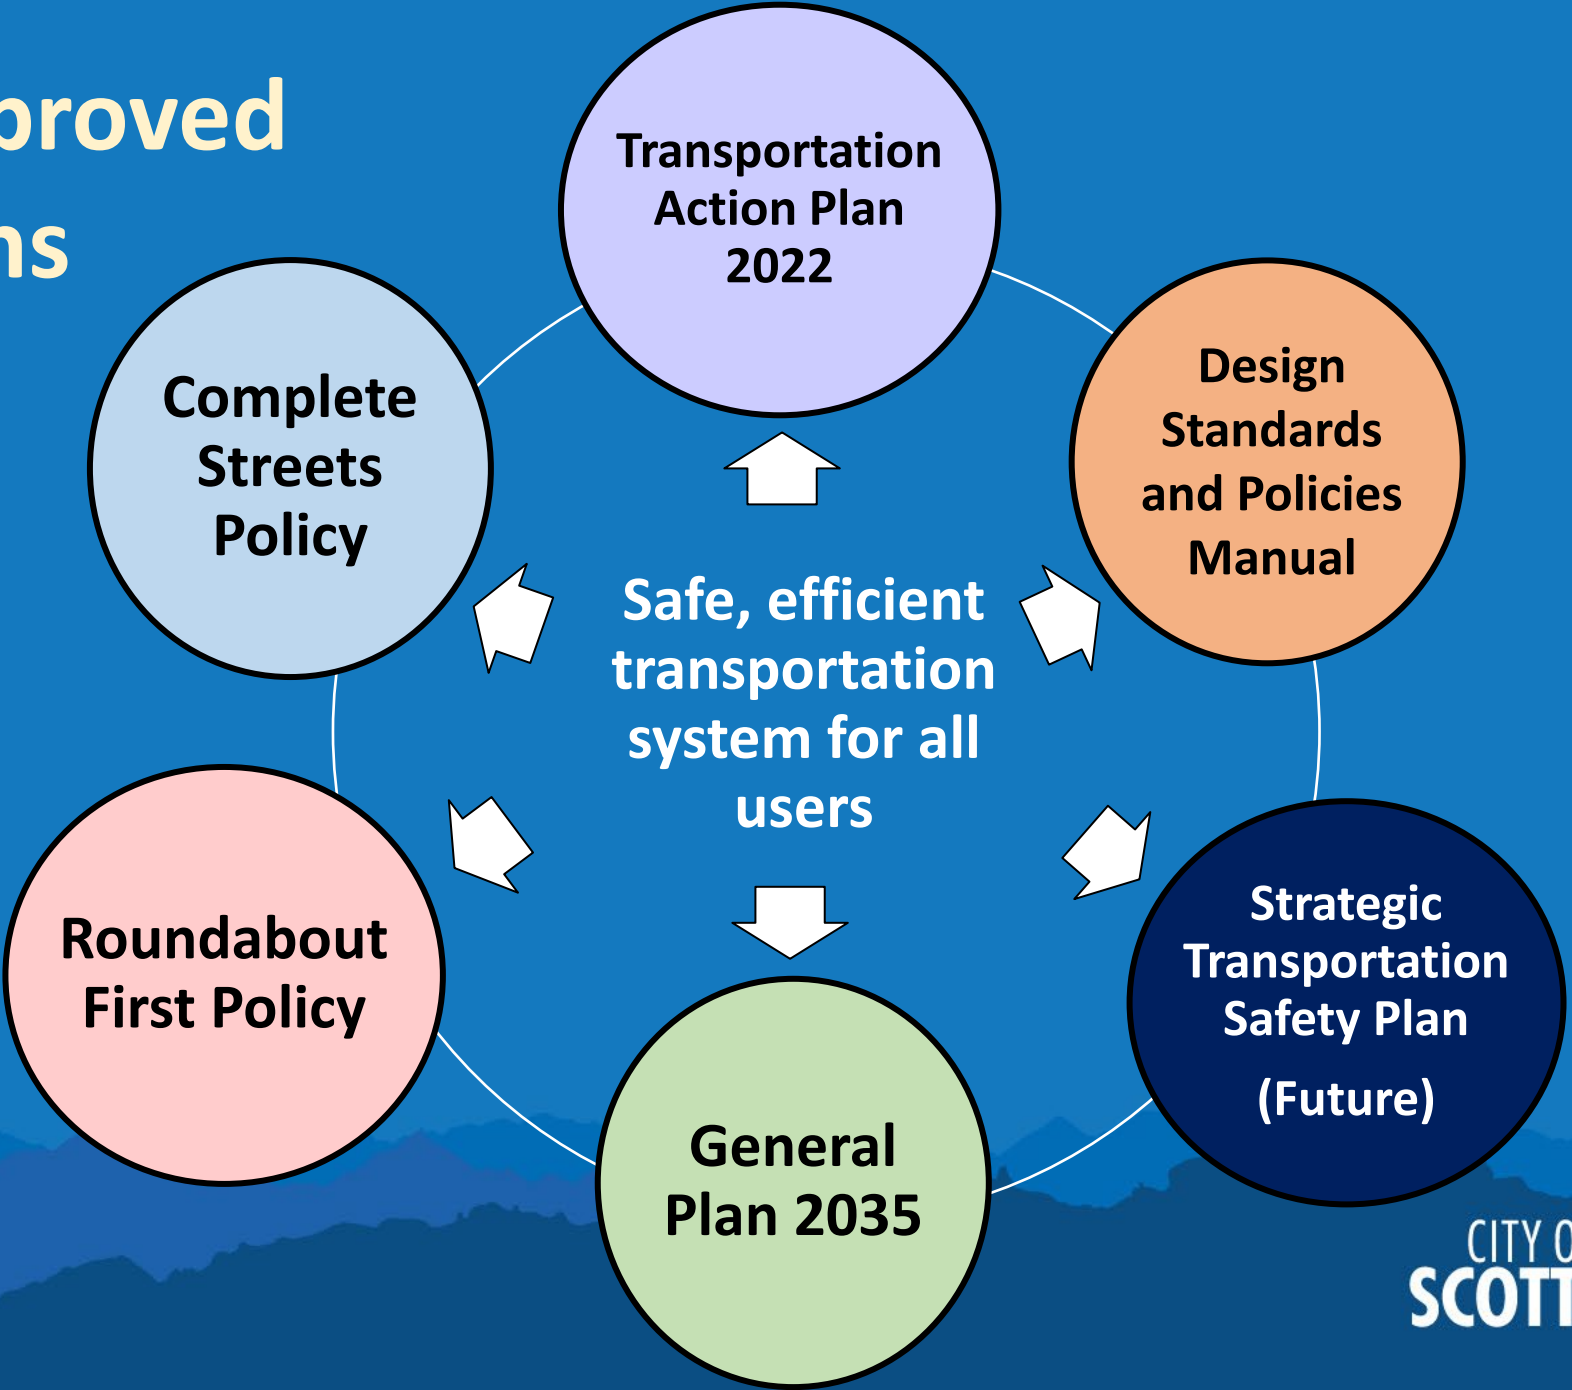 proved
ns
Transportation
Action Plan
2022
Complete
Streets
Policy
Design
Standards
and Policies
Manual
Safe, efficient
transportation
system for all
users
Roundabout
First Policy
Strategic
Transportation
Safety Plan
(Future)
General
Plan 2035
CITY O
SCOTT